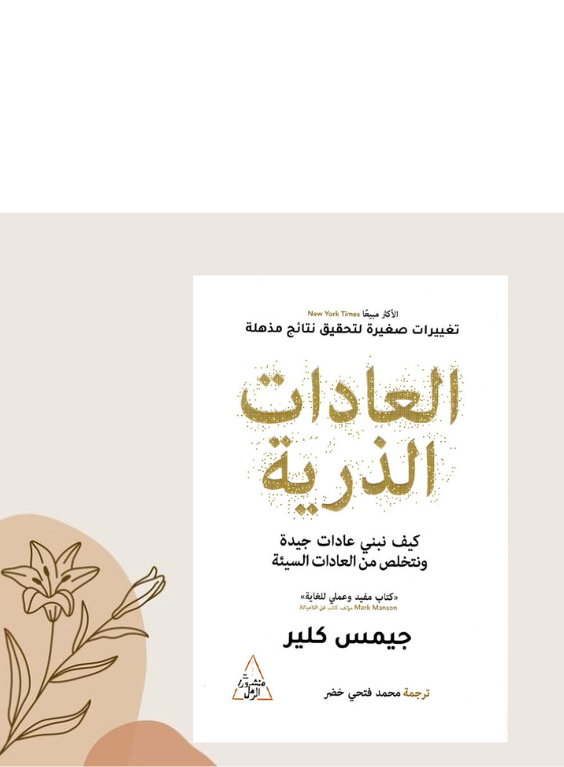 الأكثر مبيعًا New York Times
تغييرات صغيرة لتحقيق نتائج مذهلة
العادات
الذرية
كيف نبني عادات جيدة
ونتخلص من العادات السيئة
«كتاب مفيد وعملي للغاية»
Mark Manson مؤلف كتاب فن اللامبالاة
جيمس كلير
منشورات
الرمل
ترجمة محمد فتحي خضر